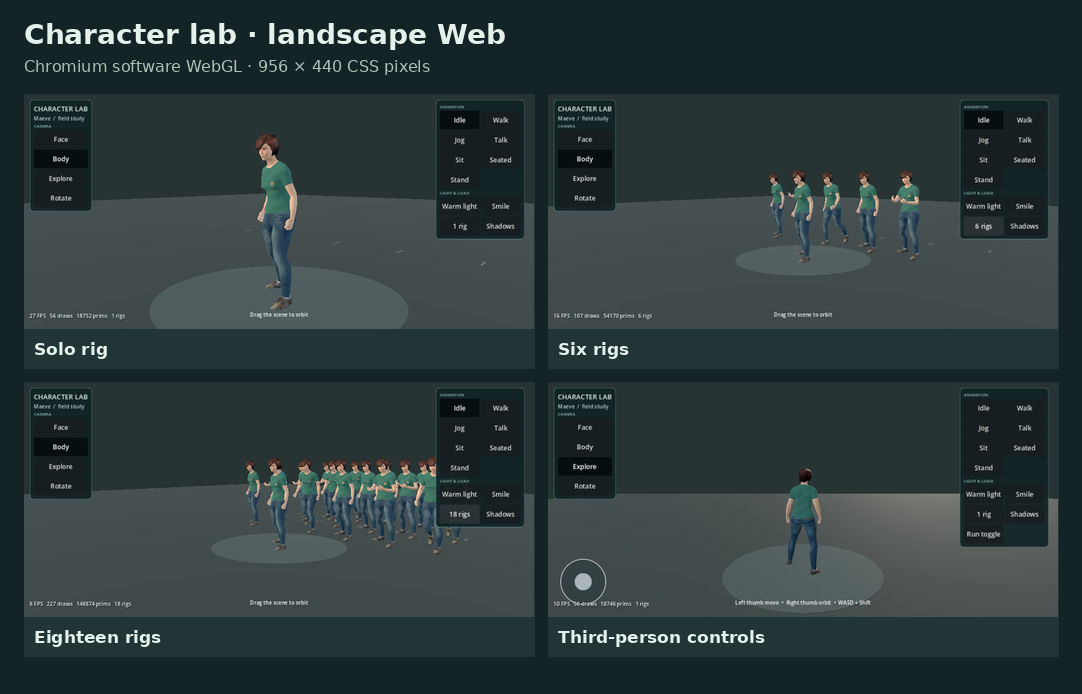 Character lab · landscape Web
Chromium software WebGL · 956 × 440 CSS pixels
CHARACTER LAB
Maeve / field study
CAMERA
Face
Body
Explore
Rotate
ANIMATION
Idle Walk
Jog Talk
Sit Seated
Stand
LIGHT & LOAD
Warm light Smile
1 rig Shadows
27 FPS 56 draws 18752 prims 1 rigs
Drag the scene to orbit
Solo rig
CHARACTER LAB
Maeve / field study
CAMERA
Face
Body
Explore
Rotate
ANIMATION
Idle Walk
Jog Talk
Sit Seated
Stand
LIGHT & LOAD
Warm light Smile
6 rigs Shadows
16 FPS 107 draws 54170 prims 6 rigs
Drag the scene to orbit
Six rigs
CHARACTER LAB
Maeve / field study
CAMERA
Face
Body
Explore
Rotate
ANIMATION
Idle Walk
Jog Talk
Sit Seated
Stand
LIGHT & LOAD
Warm light Smile
18 rigs Shadows
8 FPS 227 draws 148874 prims 18 rigs
Drag the scene to orbit
Eighteen rigs
CHARACTER LAB
Maeve / field study
CAMERA
Face
Body
Explore
Rotate
ANIMATION
Idle Walk
Jog Talk
Sit Seated
Stand
LIGHT & LOAD
Warm light Smile
1 rig Shadows
Run toggle
10 FPS 56 draws 18746 prims 1 rigs
Left thumb move • Right thumb orbit • WASD + Shift
Third-person controls